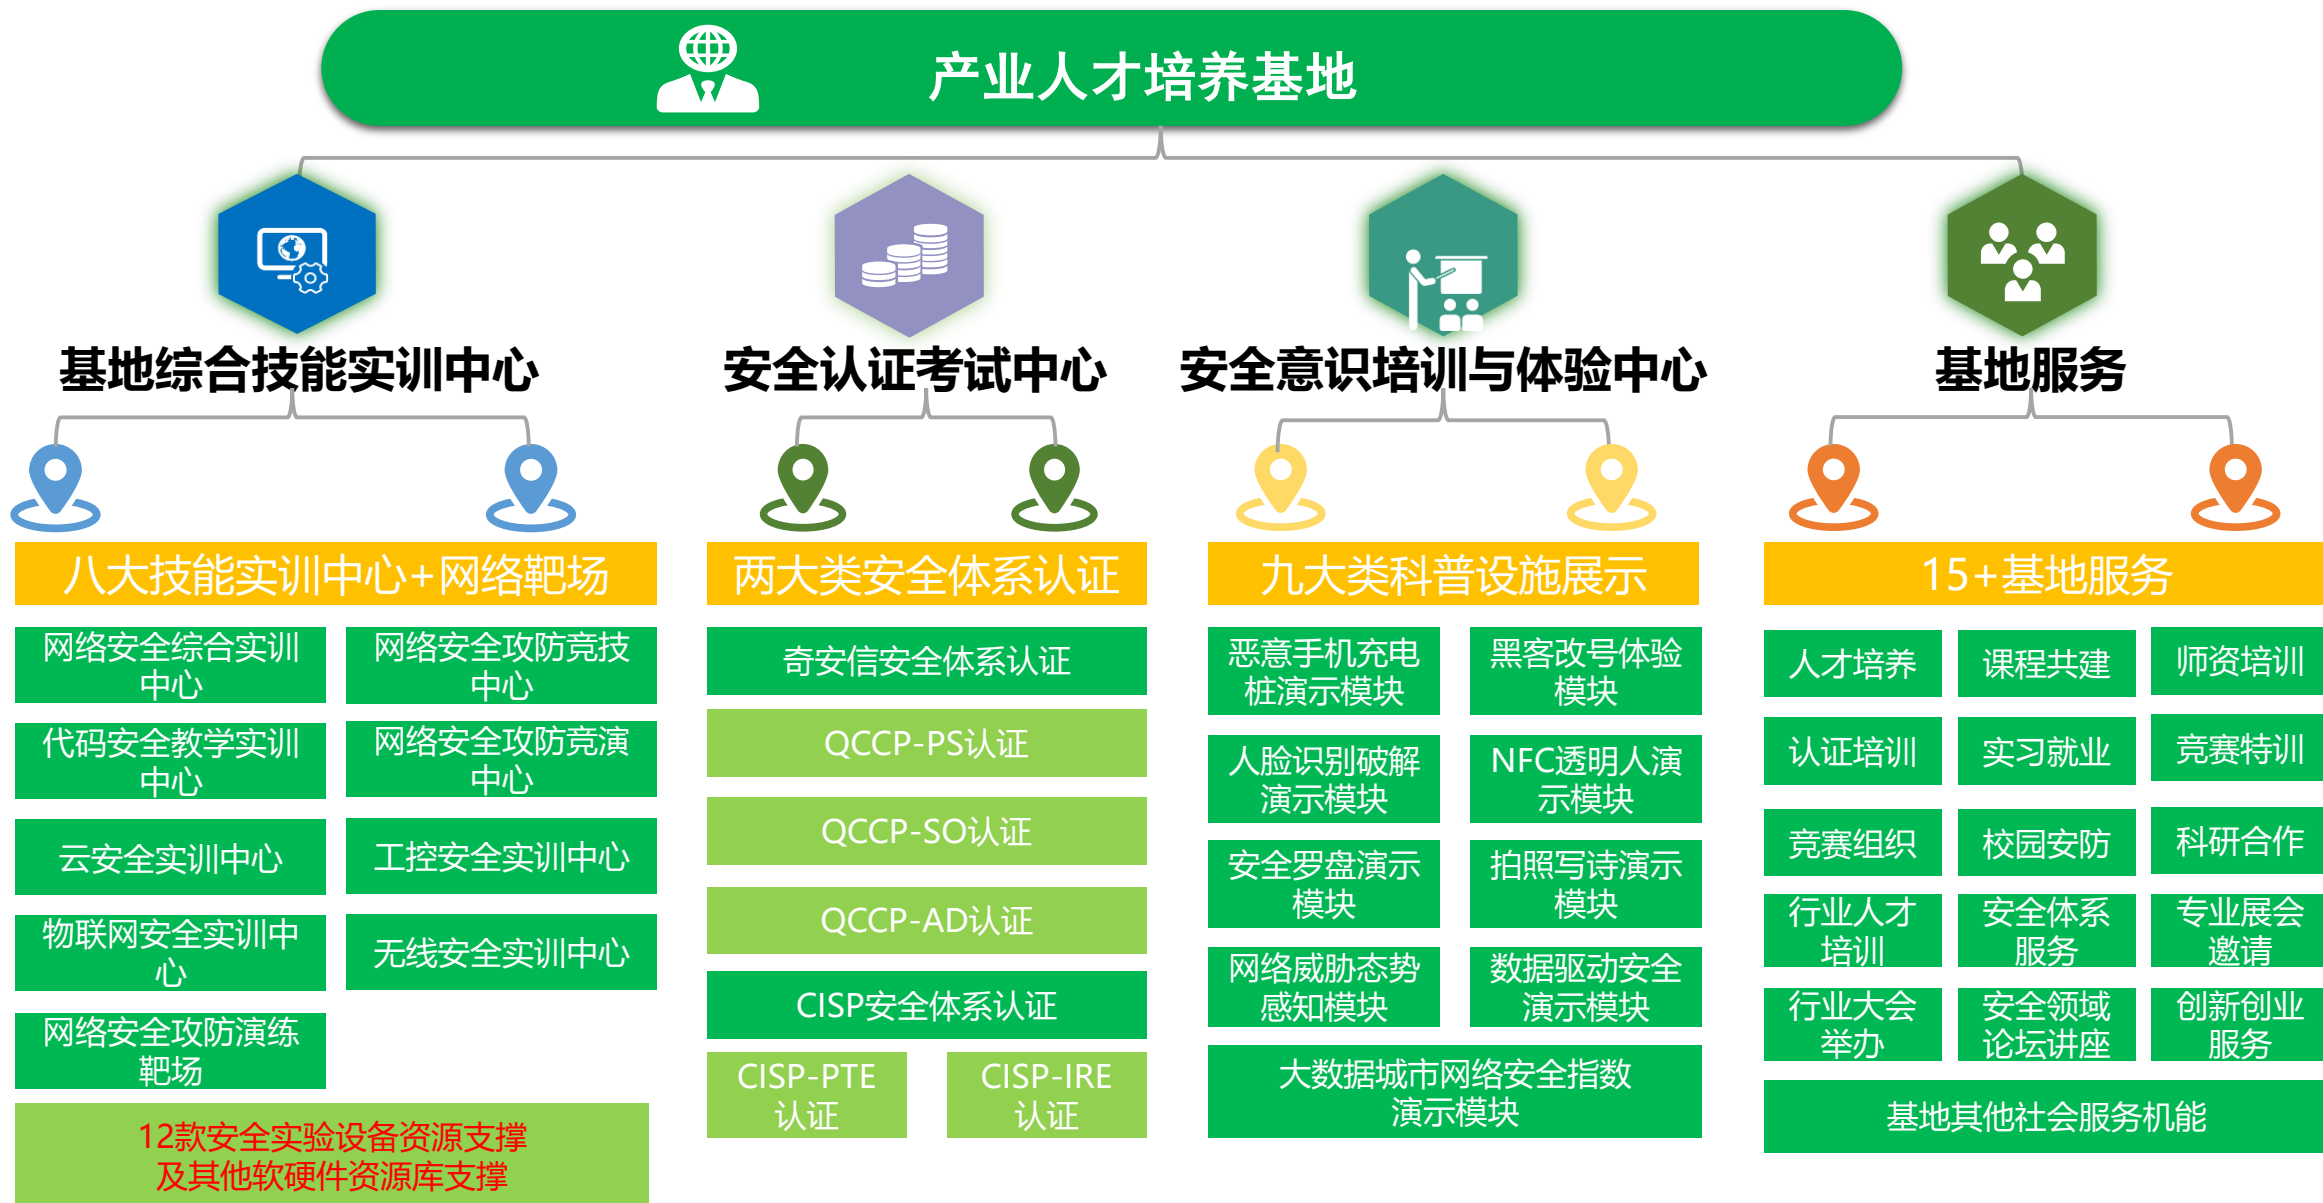 产业人才培养基地
基地综合技能实训中心
安全认证考试中心
安全意识培训与体验中心
基地服务
八大技能实训中心+网络靶场
网络安全综合实训
中心
网络安全攻防竞技
中心
代码安全教学实训
中心
网络安全攻防竞演
中心
云安全实训中心
工控安全实训中心
物联网安全实训中
心
无线安全实训中心
网络安全攻防演练
靶场
12款安全实验设备资源支撑
及其他软硬件资源库支撑
两大类安全体系认证
奇安信安全体系认证
QCCP-PS认证
QCCP-SO认证
QCCP-AD认证
CISP安全体系认证
CISP-PTE
认证
CISP-IRE
认证
九大类科普设施展示
恶意手机充电
桩演示模块
黑客改号体验
模块
人脸识别破解
演示模块
NFC透明人演
示模块
安全罗盘演示
模块
拍照写诗演示
模块
网络威胁态势
感知模块
数据驱动安全
演示模块
大数据城市网络安全指数
演示模块
15+基地服务
人才培养
课程共建
师资培训
认证培训
实习就业
竞赛特训
竞赛组织
校园安防
科研合作
行业人才
培训
安全体系
服务
专业展会
邀请
行业大会
举办
安全领域
论坛讲座
创新创业
服务
基地其他社会服务机能